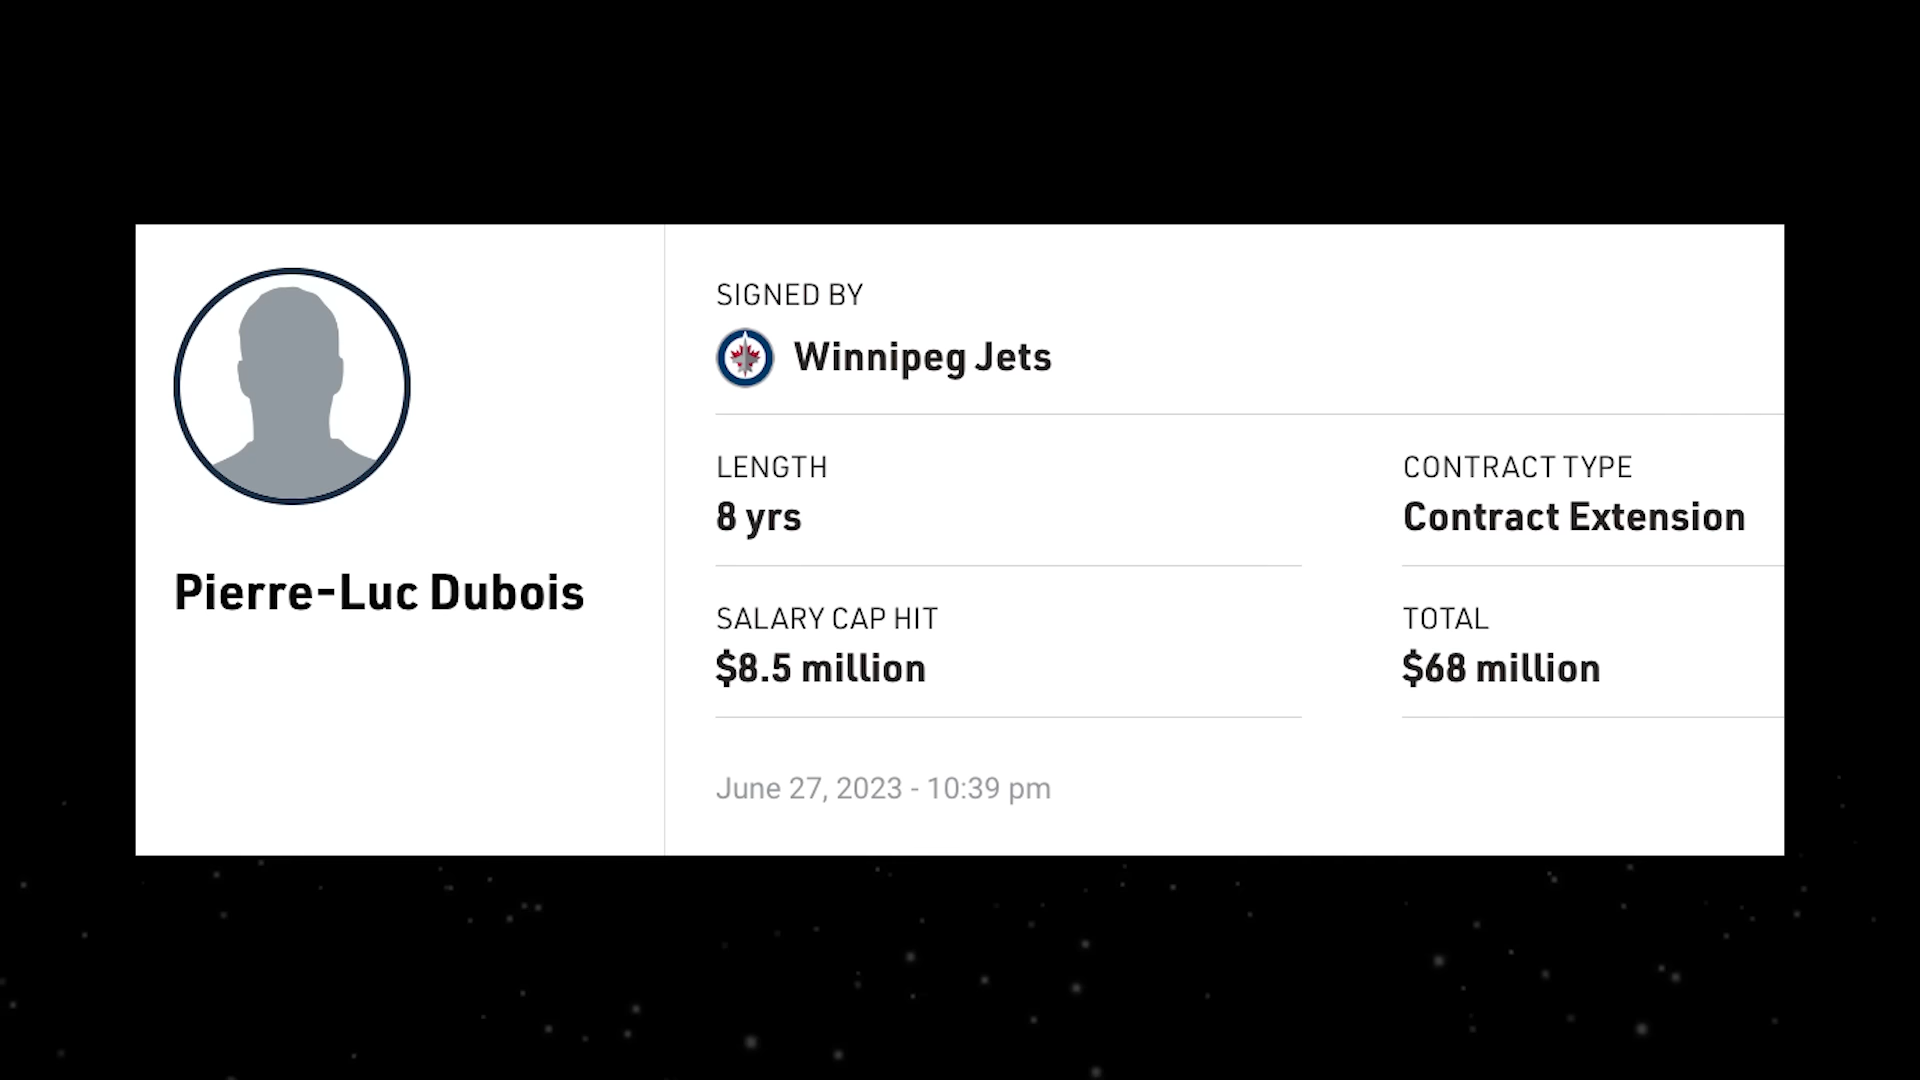 Pierre-Luc Dubois
SIGNED BY
Winnipeg Jets
LENGTH
8 yrs
CONTRACT TYPE
Contract Extension
SALARY CAP HIT
$8.5 million
TOTAL
$68 million
June 27, 2023 - 10:39 pm